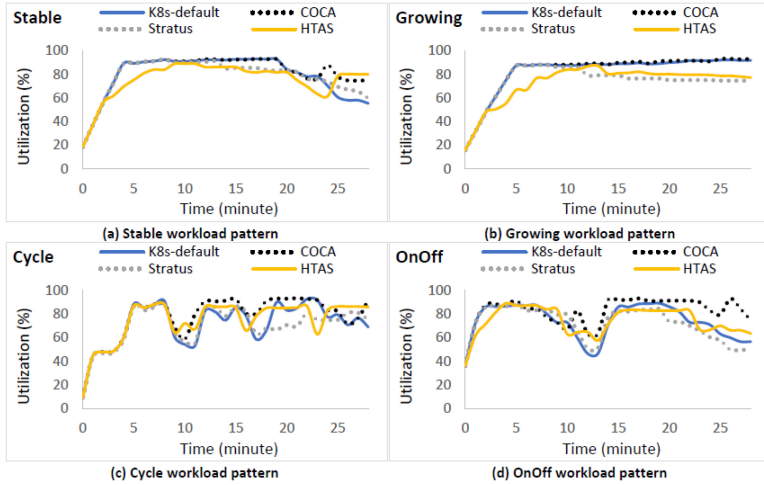 Stable
K8s-default COCA
Stratus HTAS
Utilization (%)
100
80
60
40
20
0
0 5 10 15 20 25
Time (minute)
(a) Stable workload pattern
Growing
K8s-default COCA
Stratus HTAS
Utilization (%)
100
80
60
40
20
0
0 5 10 15 20 25
Time (minute)
(b) Growing workload pattern
Cycle
K8s-default COCA
Stratus HTAS
Utilization (%)
100
80
60
40
20
0
0 5 10 15 20 25
Time (minute)
(c) Cycle workload pattern
OnOff
K8s-default COCA
Stratus HTAS
Utilization (%)
100
80
60
40
20
0
0 5 10 15 20 25
Time (minute)
(d) OnOff workload pattern